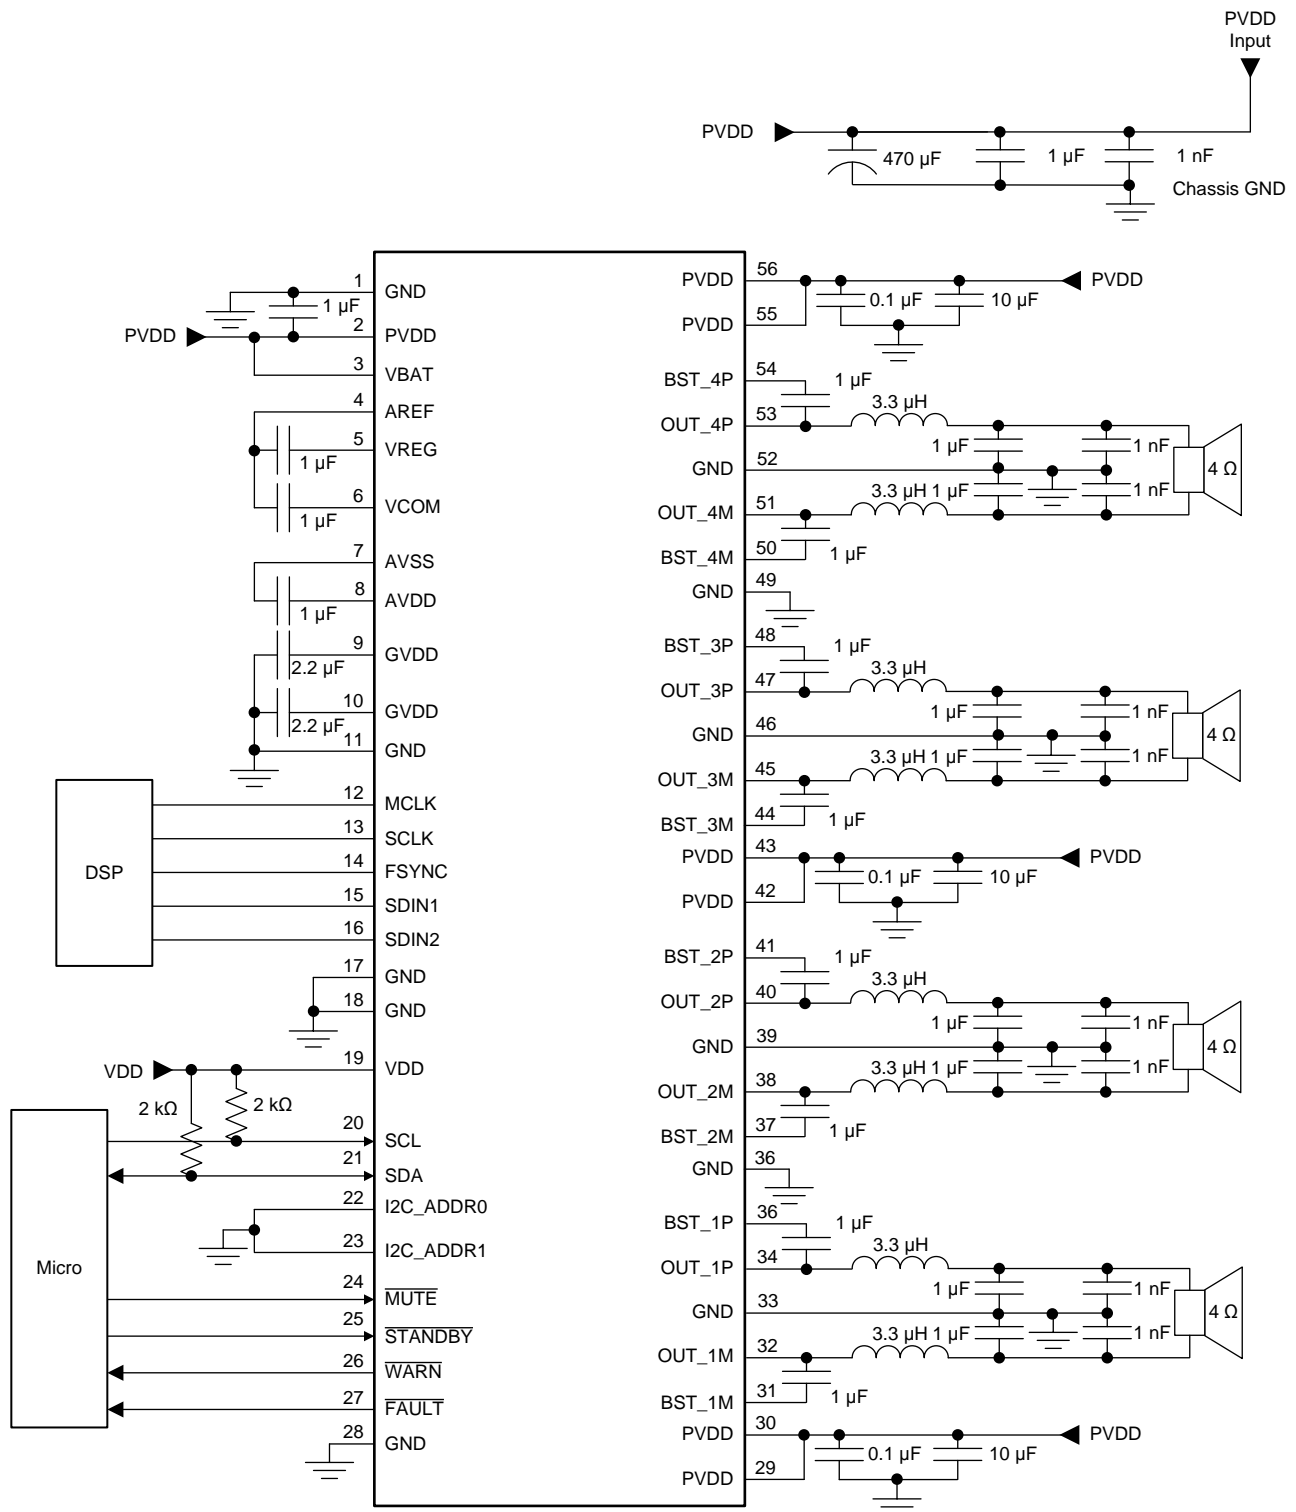 PVDD
Input
PVDD
470 µF
1 µF
1 nF
Chassis GND
1
GND
1 µF
PVDD
2
PVDD
3
VBAT
4
AREF
5
VREG
1 µF
6
VCOM
1 µF
7
AVSS
8
AVDD
1 µF
9
GVDD
2.2 µF
10
GVDD
2.2 µF
11
GND
DSP
12
MCLK
13
SCLK
14
FSYNC
15
SDIN1
16
SDIN2
17
GND
18
GND
VDD
19
VDD
2 kΩ
2 kΩ
Micro
20
SCL
21
SDA
22
I2C_ADDR0
23
I2C_ADDR1
24
MUTE
25
STANDBY
26
WARN
27
FAULT
28
GND
PVDD
56
PVDD
0.1 µF
10 µF
PVDD
55
BST_4P
54
1 µF
3.3 µH
OUT_4P
53
1 µF
1 nF
GND
52
4 Ω
3.3 µH
1 µF
1 nF
OUT_4M
51
BST_4M
50
1 µF
GND
49
BST_3P
48
1 µF
3.3 µH
OUT_3P
47
1 µF
1 nF
GND
46
4 Ω
3.3 µH
1 µF
1 nF
OUT_3M
45
BST_3M
44
1 µF
PVDD
43
PVDD
0.1 µF
10 µF
PVDD
42
BST_2P
41
1 µF
3.3 µH
OUT_2P
40
1 µF
1 nF
GND
39
4 Ω
3.3 µH
1 µF
1 nF
OUT_2M
38
BST_2M
37
1 µF
GND
36
BST_1P
36
1 µF
3.3 µH
OUT_1P
34
1 µF
1 nF
GND
33
4 Ω
3.3 µH
1 µF
1 nF
OUT_1M
32
BST_1M
31
1 µF
PVDD
30
PVDD
0.1 µF
10 µF
PVDD
29